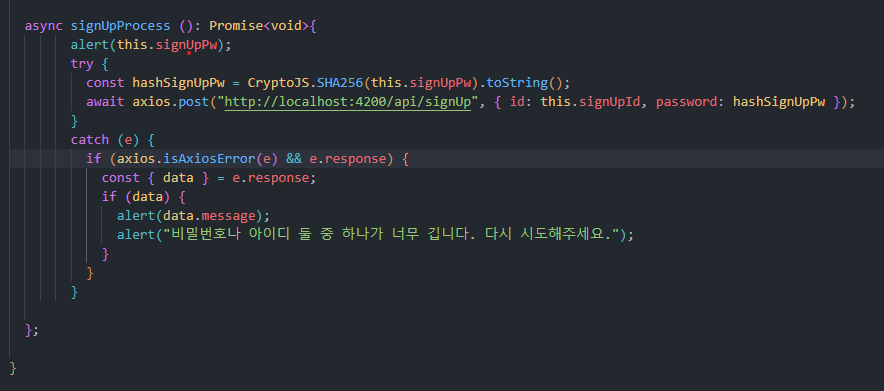 async signUpProcess (): Promise<void>{
alert(this.signUpPw);
try {
const hashSignUpPw = CryptoJS.SHA256(this.signUpPw).toString();
await axios.post("http://localhost:4200/api/signUp", { id: this.signUpId, password: hashSignUpPw });
}
catch (e) {
if (axios.isAxiosError(e) && e.response) {
const { data } = e.response;
if (data) {
alert(data.message);
alert("비밀번호나 아이디 둘 중 하나가 너무 깁니다. 다시 시도해주세요.");
}
}
}
};
}